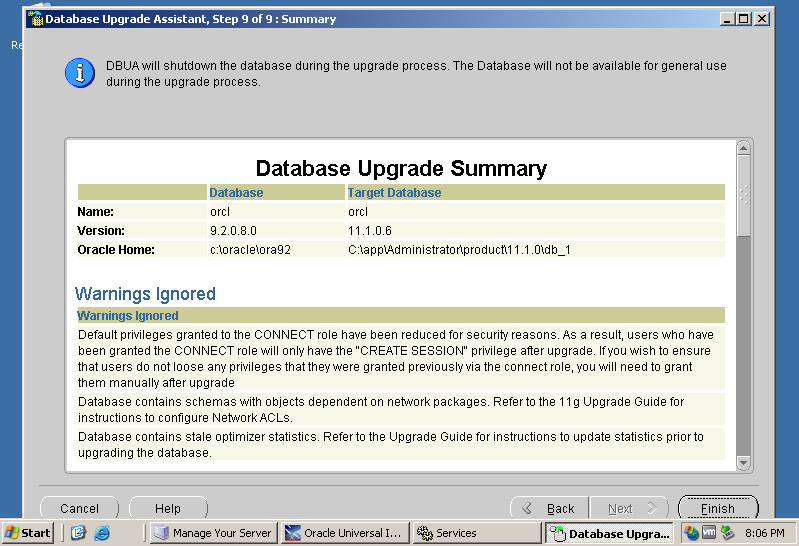 Database Upgrade Assistant, Step 9 of 9 : Summary
Re
DBUA will shutdown the database during the upgrade process. The Database will not be available for general use
during the upgrade process.
Database Upgrade Summary
Database Target Database
Name: orcl orcl
Version: 9.2.0.8.0 11.1.0.6
Oracle Home: c:\oracle\ora92 C:\app\Administrator\product\11.1.0\db_1
Warnings Ignored
Warnings Ignored
Default privileges granted to the CONNECT role have been reduced for security reasons. As a result, users who have
been granted the CONNECT role will only have the "CREATE SESSION" privilege after upgrade. If you wish to ensure
that users do not loose any privileges that they were granted previously via the connect role, you will need to grant
them manually after upgrade
Database contains schemas with objects dependent on network packages. Refer to the 11g Upgrade Guide for
instructions to configure Network ACLs.
Database contains stale optimizer statistics. Refer to the Upgrade Guide for instructions to update statistics prior to
upgrading the database.
Cancel Help Back Next Finish
Start Manage Your Server Oracle Universal I... Services Database Upgra... 8:06 PM